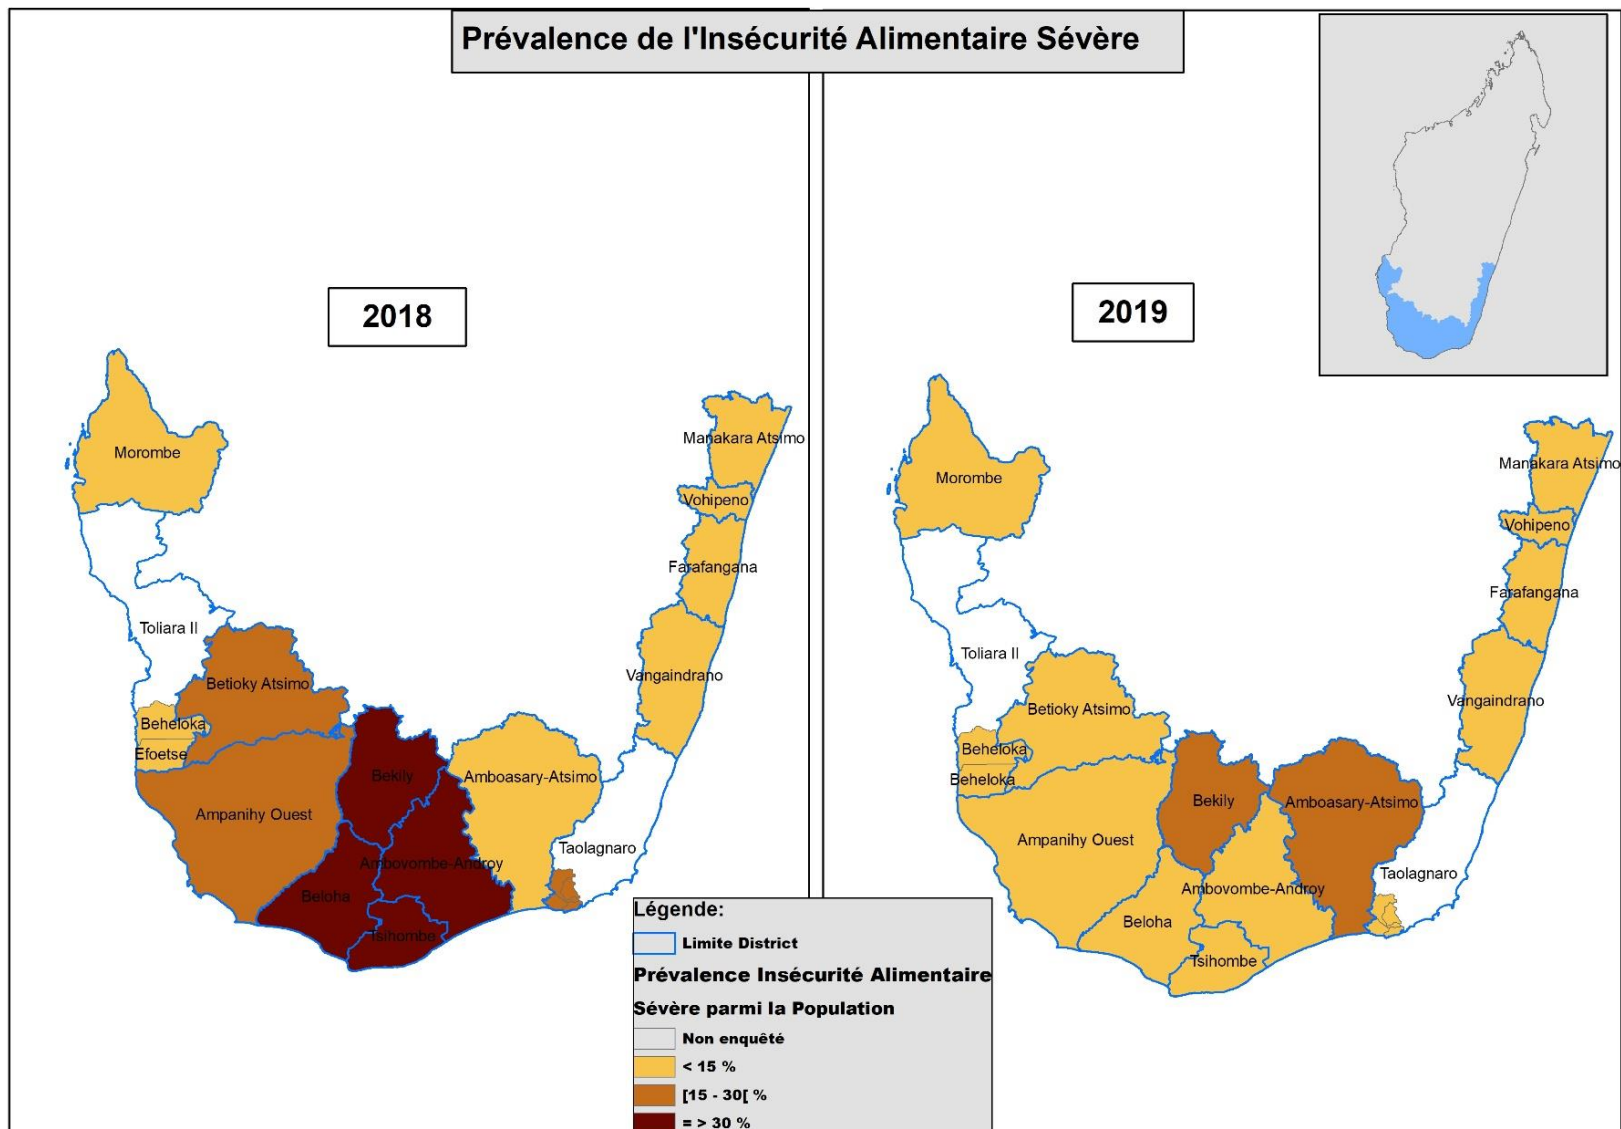 Prévalence de l'Insécurité Alimentaire Sévère
2018
Morombe
Manakara Atsimo
Vohipeno
Farafangana
Toliara II
Vangaindrano
Betioky Atsimo
Beheloka
Efoetse
Bekily
Amboasary-Atsimo
Ampanihy Ouest
Taolagnaro
Ambovombe-Androy
Beloha
Tsihombe
2019
Morombe
Manakara Atsimo
Vohipeno
Farafangana
Toliara II
Vangaindrano
Betioky Atsimo
Beheloka
Beheloka
Bekily
Amboasary-Atsimo
Ampanihy Ouest
Taolagnaro
Ambovombe-Androy
Beloha
Tsihombe
Légende:
Limite District
Prévalence Insécurité Alimentaire
Sévère parmi la Population
Non enquêté
< 15 %
[15 - 30[ %
= > 30 %